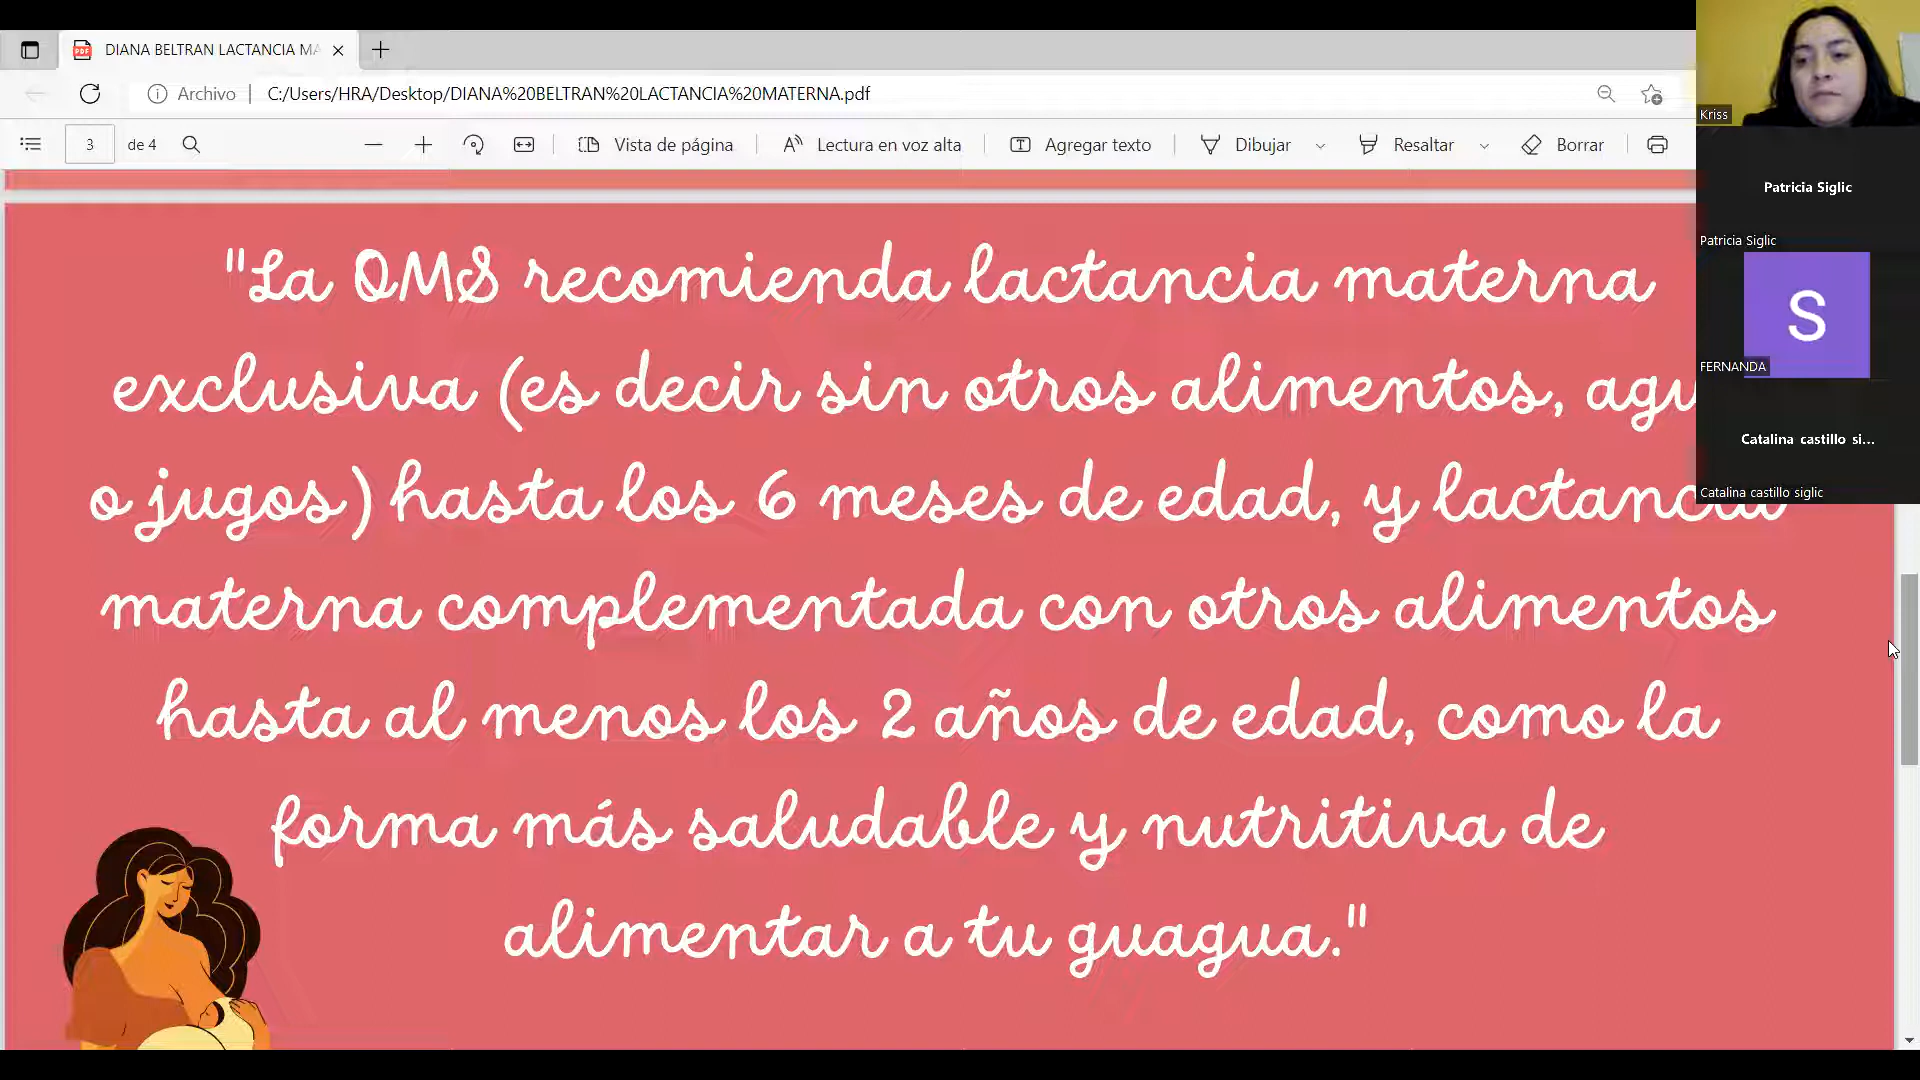 DIANA BELTRAN LACTANCIA MA
Archivo
C:/Users/HRA/Desktop/DIANA%20BELTRAN%20LACTANCIA%20MATERNA.pdf
3 de 4
Vista de página
Lectura en voz alta
Agregar texto
Dibujar
Resaltar
Borrar
"La OMS recomienda lactancia materna
exclusiva (es decir sin otros alimentos,
o jugos) hasta los 6 meses de edad, y lactancia
materna complementada con otros alimentos
hasta al menos los 2 años de edad, como la
forma más saludable y nutritiva de
alimentar a tu guagua."
Kriss
Patricia Siglic
Patricia Siglic
S
FERNANDA
Catalina castillo si...
Catalina castillo siglic